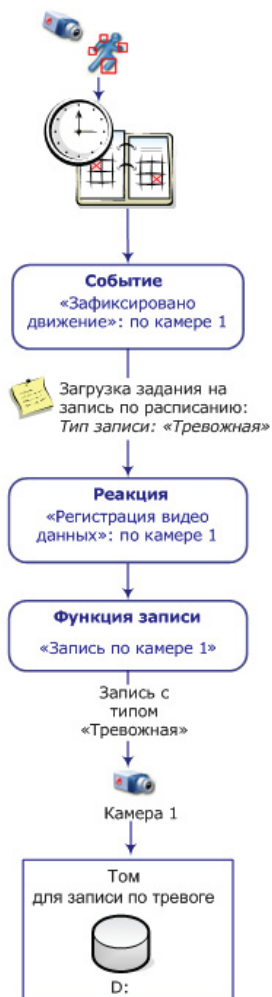 Событие
«Зафиксировано
движение»: по камере 1
Загрузка задания на
запись по расписанию:
Тип записи: «Тревожная»
Реакция
«Регистрация видео
данных»: по камере 1
Функция записи
«Запись по камере 1»
Запись с
типом
«Тревожная»
Камера 1
Том
для записи по тревоге
D: